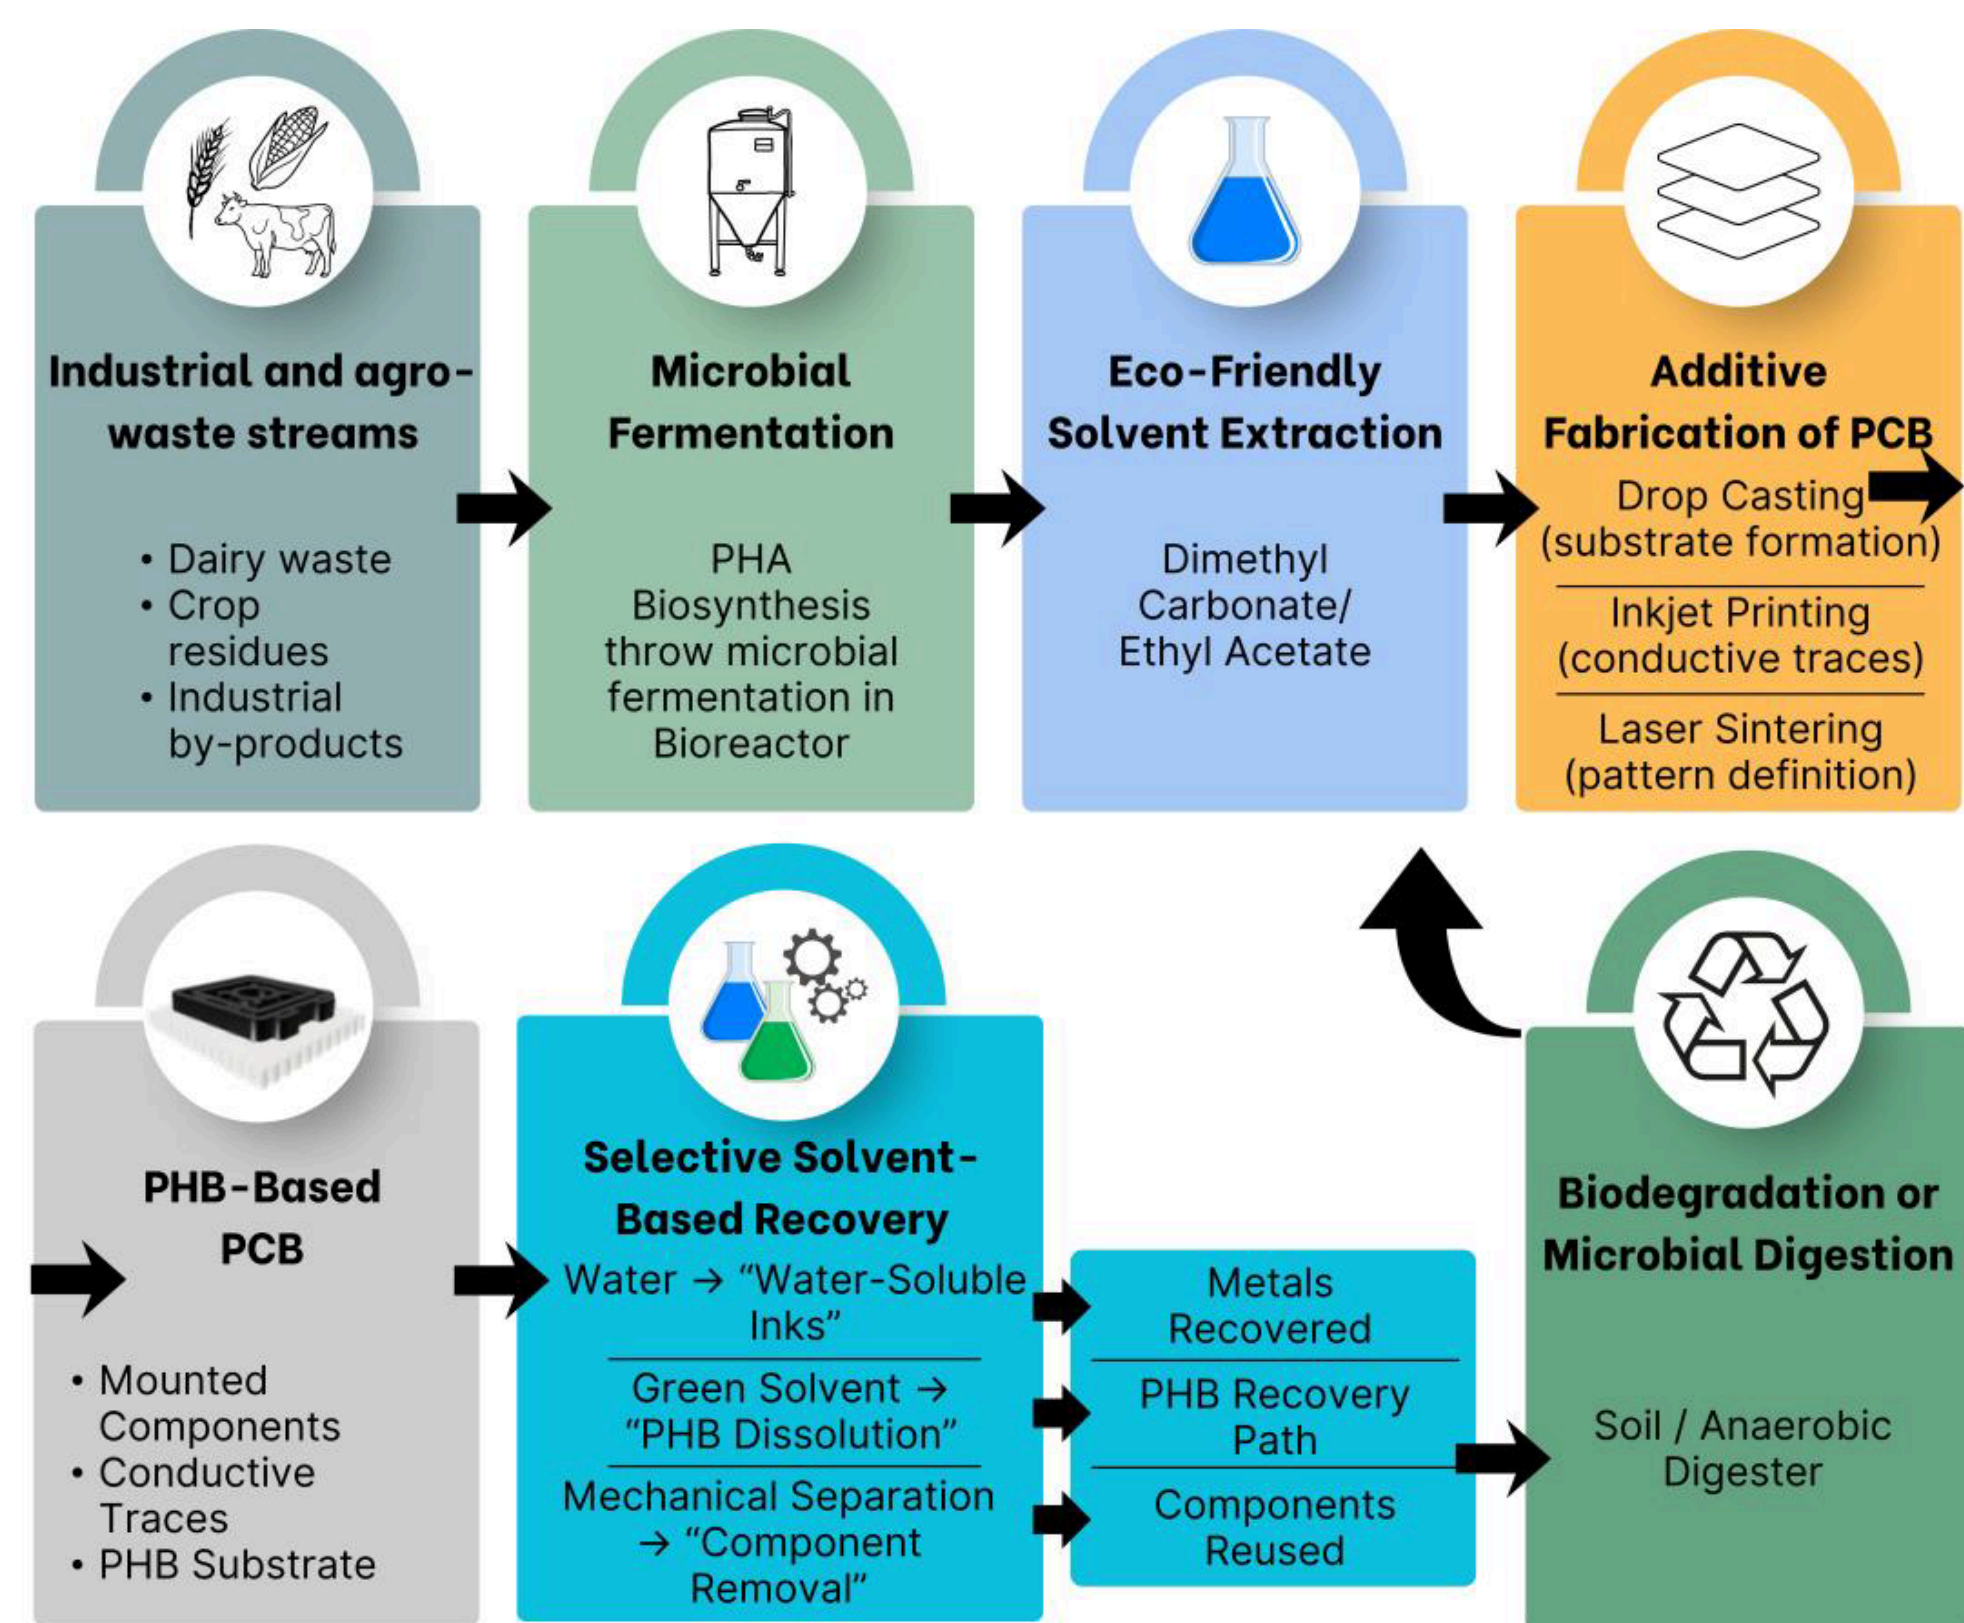 Industrial and agro-
waste streams
• Dairy waste
• Crop
residues
• Industrial
by-products
Microbial
Fermentation
PHA
Biosynthesis
throw microbial
fermentation in
Bioreactor
Eco-Friendly
Solvent Extraction
Dimethyl
Carbonate/
Ethyl Acetate
Additive
Fabrication of PCB
Drop Casting
(substrate formation)
Inkjet Printing
(conductive traces)
Laser Sintering
(pattern definition)
PHB-Based
PCB
• Mounted
Components
• Conductive
Traces
• PHB Substrate
Selective Solvent-
Based Recovery
Water → “Water-Soluble
Inks”
Green Solvent →
“PHB Dissolution”
Mechanical Separation
→ “Component
Removal”
Metals
Recovered
PHB Recovery
Path
Components
Reused
Biodegradation or
Microbial Digestion
Soil / Anaerobic
Digester